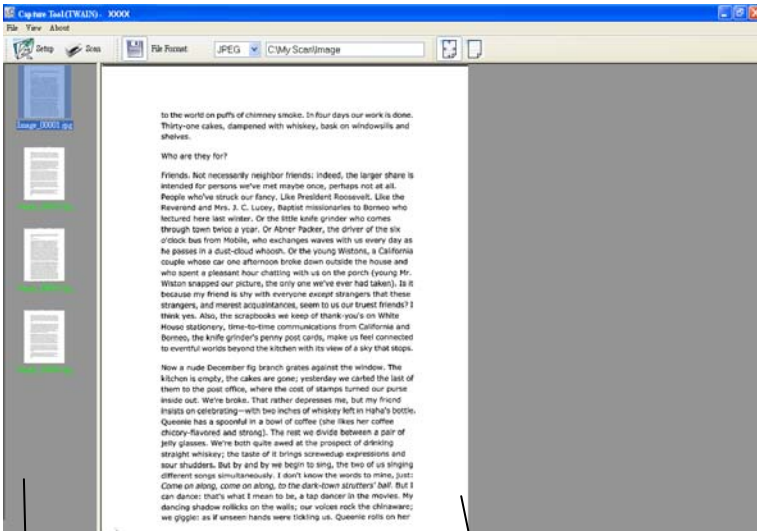 Capture Tool(TWAIN) - XXXX
File View About
Setup Scan File Format JPEG C:\My Scan\Image
Image_00001.jpg
to the world on puffs of chimney smoke. In four days our work is done.
Thirty-one cakes, dampened with whiskey, bask on windowsills and
shelves.
Who are they for?
Friends. Not necessarily neighbor friends: indeed, the larger share is
intended for persons we've met maybe once, perhaps not at all.
People who've struck our fancy. Like President Roosevelt. Like the
Reverend and Mrs. J. C. Lucey, Baptist missionaries to Borneo who
lectured here last winter. Or the little knife grinder who comes
through town twice a year. Or Abner Packer, the driver of the six
o'clock bus from Mobile, who exchanges waves with us every day as
he passes in a dust-cloud whoosh. Or the young Wistons, a California
couple whose car one afternoon broke down outside the house and
who spent a pleasant hour chatting with us on the porch (young Mr.
Wiston snapped our picture, the only one we've ever had taken). Is it
because my friend is shy with everyone except strangers that these
strangers, and merest acquaintances, seem to us our truest friends? I
think yes. Also, the scrapbooks we keep of thank-you's on White
House stationery, time-to-time communications from California and
Borneo, the knife grinder's penny post cards, make us feel connected
to eventful worlds beyond the kitchen with its view of a sky that stops.
Now a nude December fig branch grates against the window. The
kitchen is empty, the cakes are gone; yesterday we carted the last of
them to the post office, where the cost of stamps turned our purse
inside out. We're broke. That rather depresses me, but my friend
insists on celebrating—with two inches of whiskey left in Haha's bottle.
Queenie has a spoonful in a bowl of coffee (she likes her coffee
chicory-flavored and strong). The rest we divide between a pair of
jelly glasses. We're both quite awed at the prospect of drinking
straight whiskey; the taste of it brings screwedup expressions and
sour shudders. But by and by we begin to sing, the two of us singing
different songs simultaneously. I don't know the words to mine, just:
Come on along, come on along, to the dark-town strutters' ball. But I
can dance: that's what I mean to be, a tap dancer in the movies. My
dancing shadow rollicks on the walls; our voices rock the chinaware;
we giggle: as if unseen hands were tickling us. Queenie rolls on her